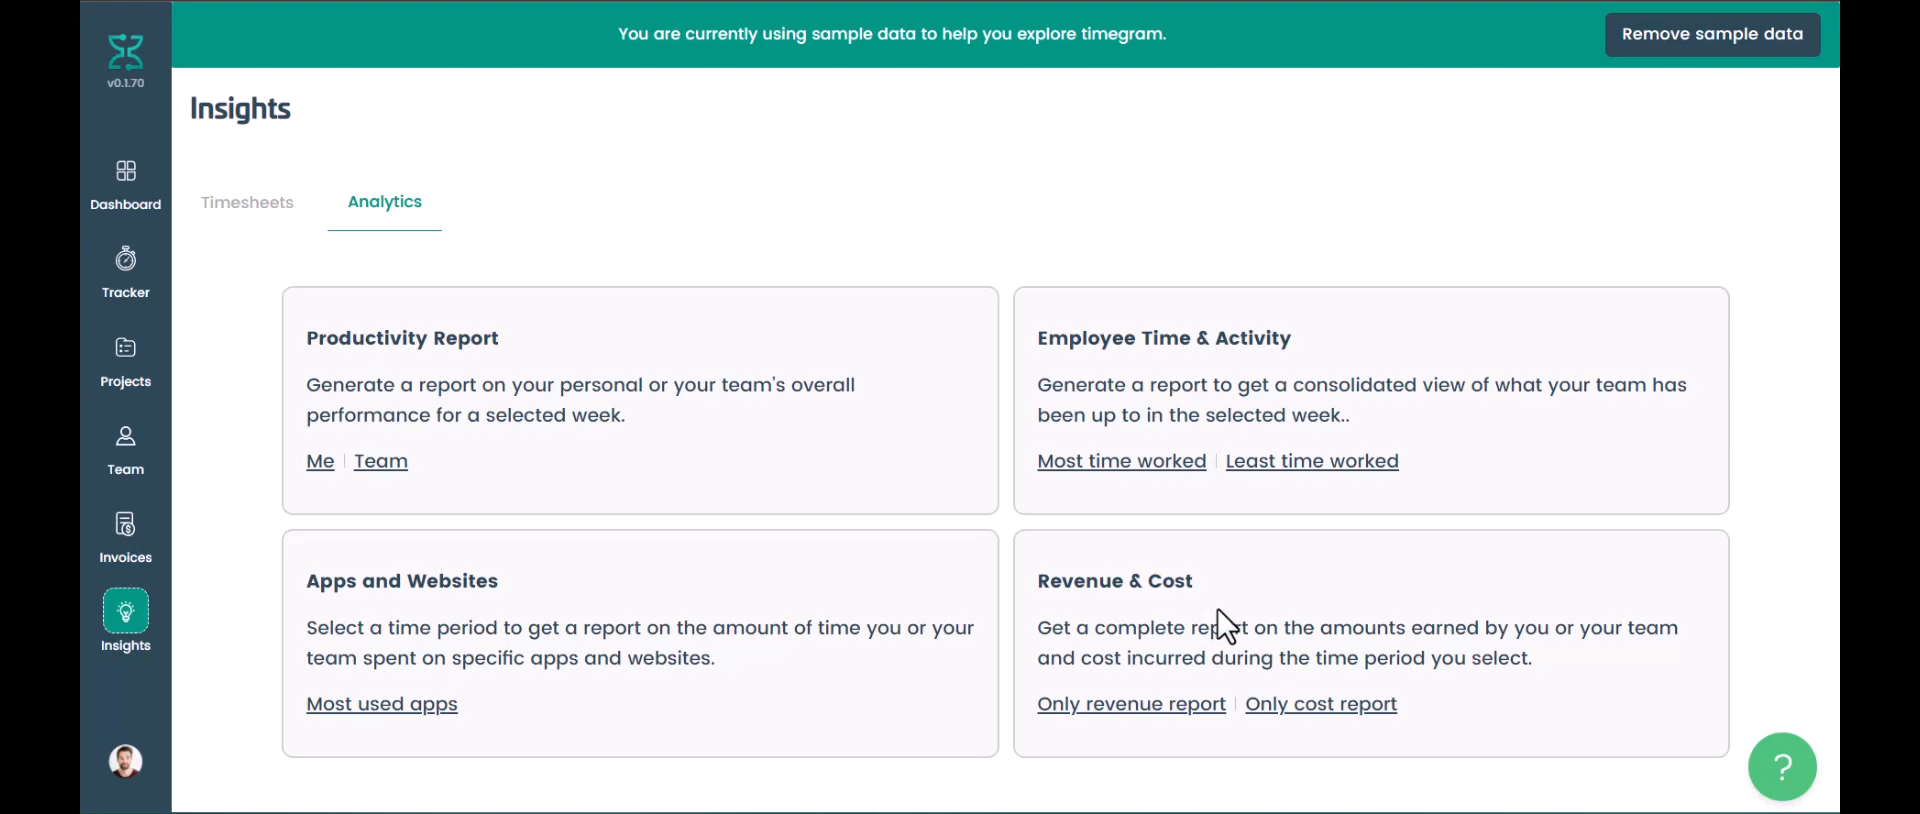 You are currently using sample data to help you explore timegram.
Remove sample data
v0.1.70
Insights
Dashboard
Timesheets
Analytics
Tracker
Projects
Team
Invoices
Insights
Productivity Report
Generate a report on your personal or your team's overall
performance for a selected week.
Me | Team
Employee Time & Activity
Generate a report to get a consolidated view of what your team has
been up to in the selected week..
Most time worked | Least time worked
Apps and Websites
Select a time period to get a report on the amount of time you or your
team spent on specific apps and websites.
Most used apps
Revenue & Cost
Get a complete report on the amounts earned by you or your team
and cost incurred during the time period you select.
Only revenue report | Only cost report
?